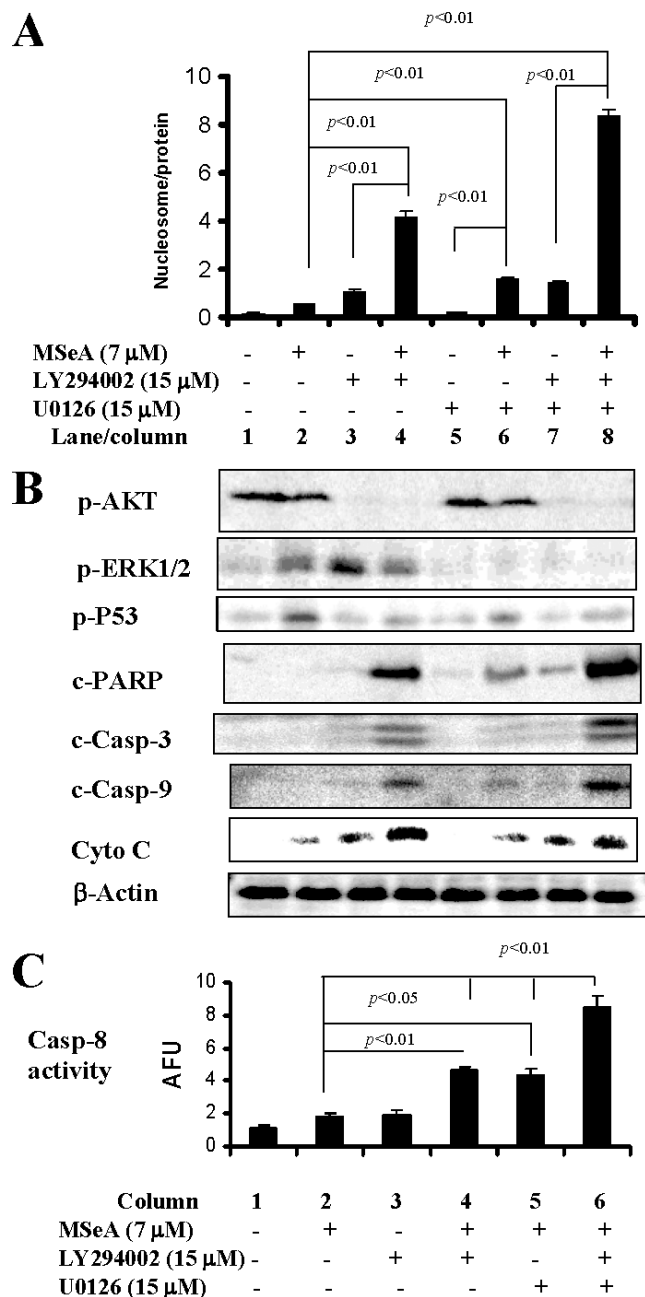 A
p<0.01
p<0.01
p<0.01
p<0.01
p<0.01
p<0.01
p<0.01
Nucleosome/protein
10
8
6
4
2
0
MSeA (7 μM) - + - + - + - +
LY294002 (15 μM) - - + + - - + +
U0126 (15 μM) - - - - + + + +
Lane/column 1 2 3 4 5 6 7 8
B
p-AKT
p-ERK1/2
p-P53
c-PARP
c-Casp-3
c-Casp-9
Cyto C
β-Actin
C
p<0.01
p<0.05
p<0.01
Casp-8
activity
AFU
10
8
6
4
2
0
Column 1 2 3 4 5 6
MSeA (7 μM) - + - + + +
LY294002 (15 μM) - - + + - +
U0126 (15 μM) - - - - + +